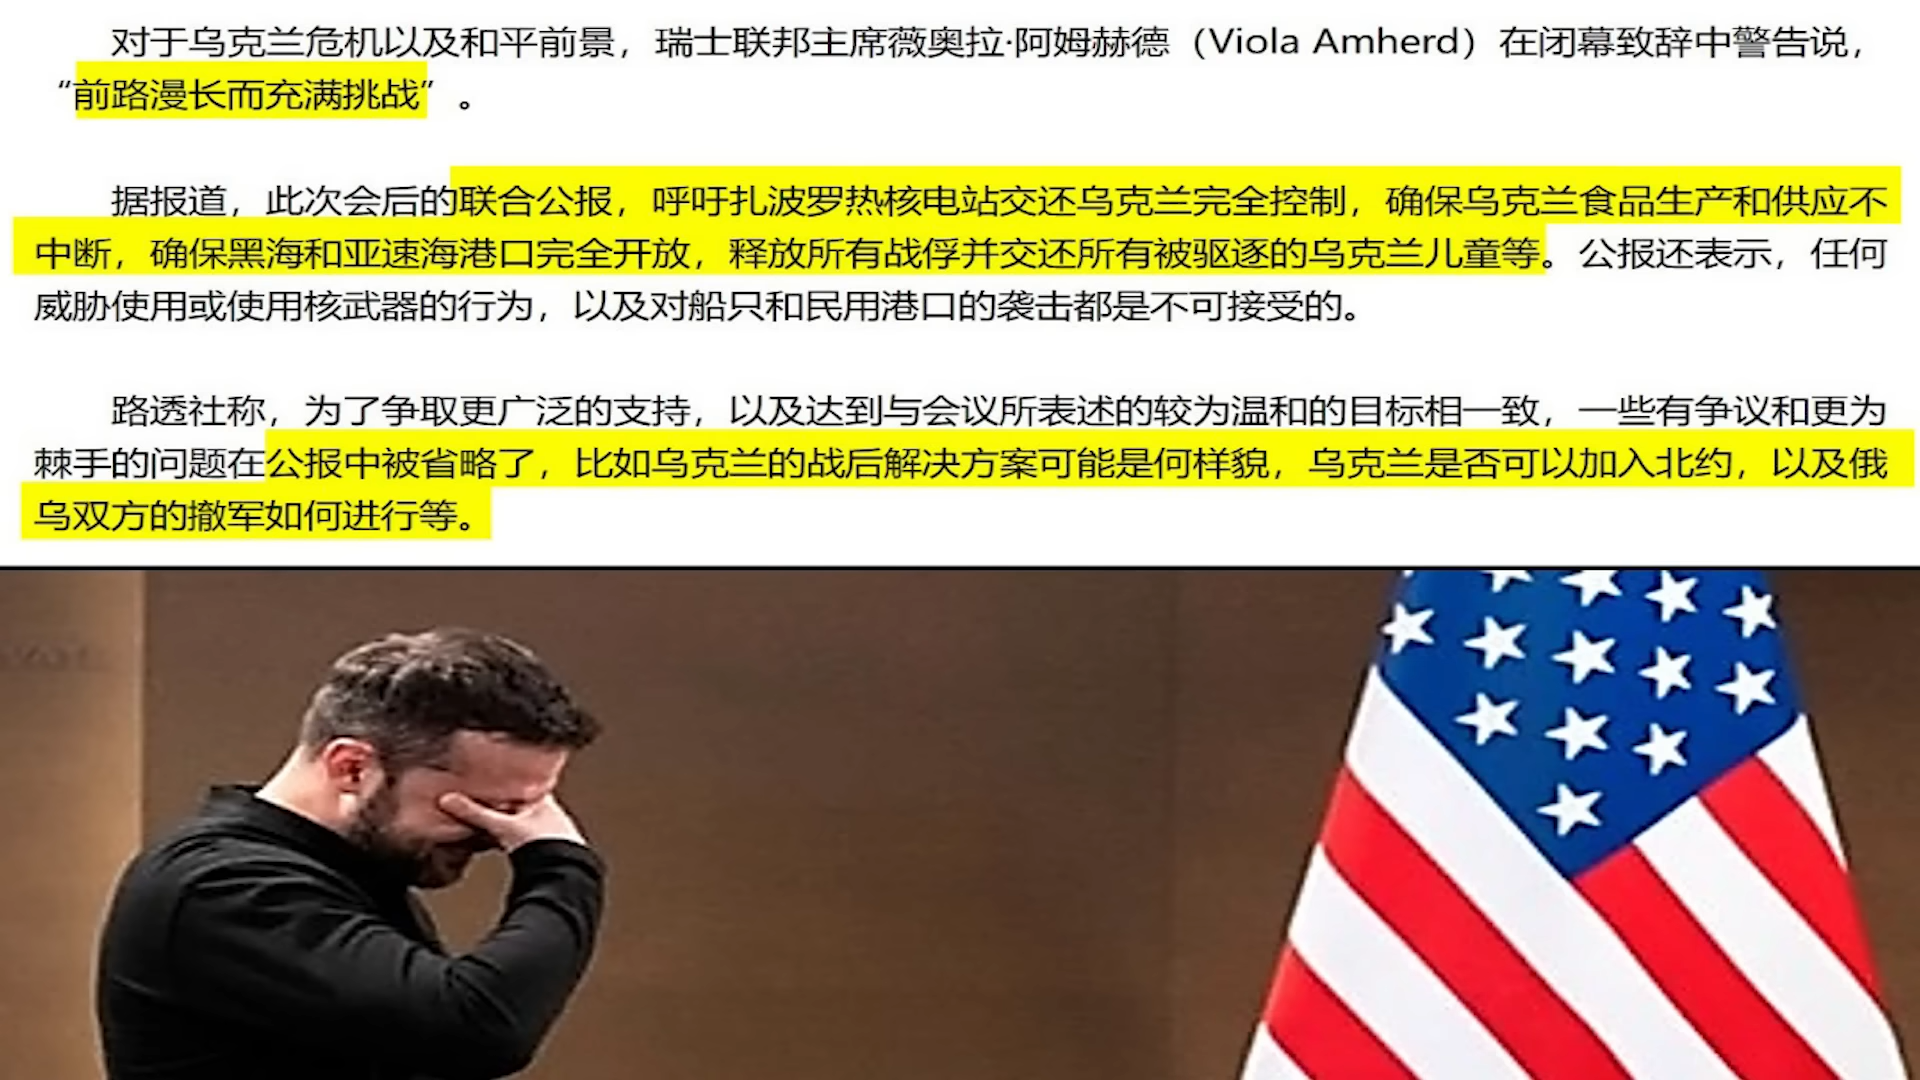 对于乌克兰危机以及和平前景，瑞士联邦主席薇奥拉·阿姆赫德（Viola Amherd）在闭幕致辞中警告说，
“前路漫长而充满挑战”。
据报道，此次会后的联合公报，呼吁扎波罗热核电站交还乌克兰完全控制，确保乌克兰食品生产和供应不
中断，确保黑海和亚速海港口完全开放，释放所有战俘并交还所有被驱逐的乌克兰儿童等。公报还表示，任何
威胁使用或使用核武器的行为，以及对船只和民用港口的袭击都是不可接受的。
路透社称，为了争取更广泛的支持，以及达到与会议所表述的较为温和的目标相一致，一些有争议和更为
棘手的问题在公报中被省略了，比如乌克兰的战后解决方案可能是何样貌，乌克兰是否可以加入北约，以及俄
乌双方的撤军如何进行等。